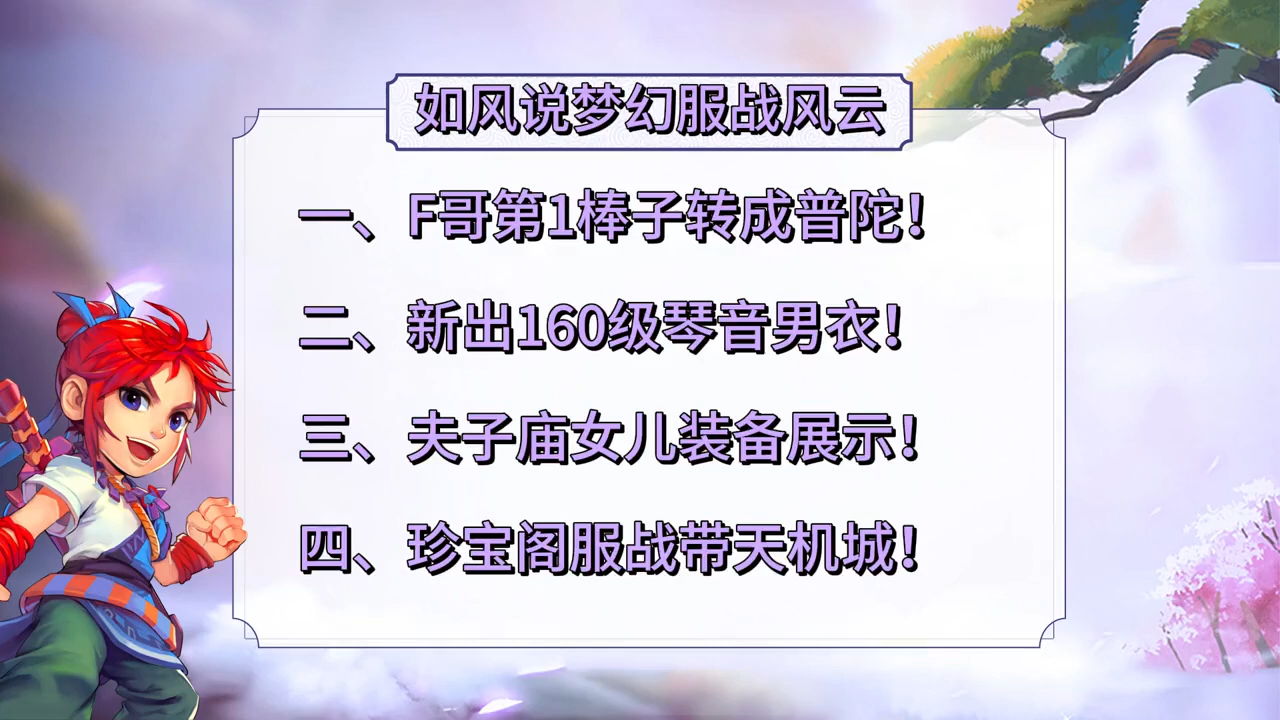 如风说梦幻服战风云
一、F哥第1棒子转成普陀！
二、新出160级琴音男衣！
三、夫子庙女儿装备展示！
四、珍宝阁服战带天机城！